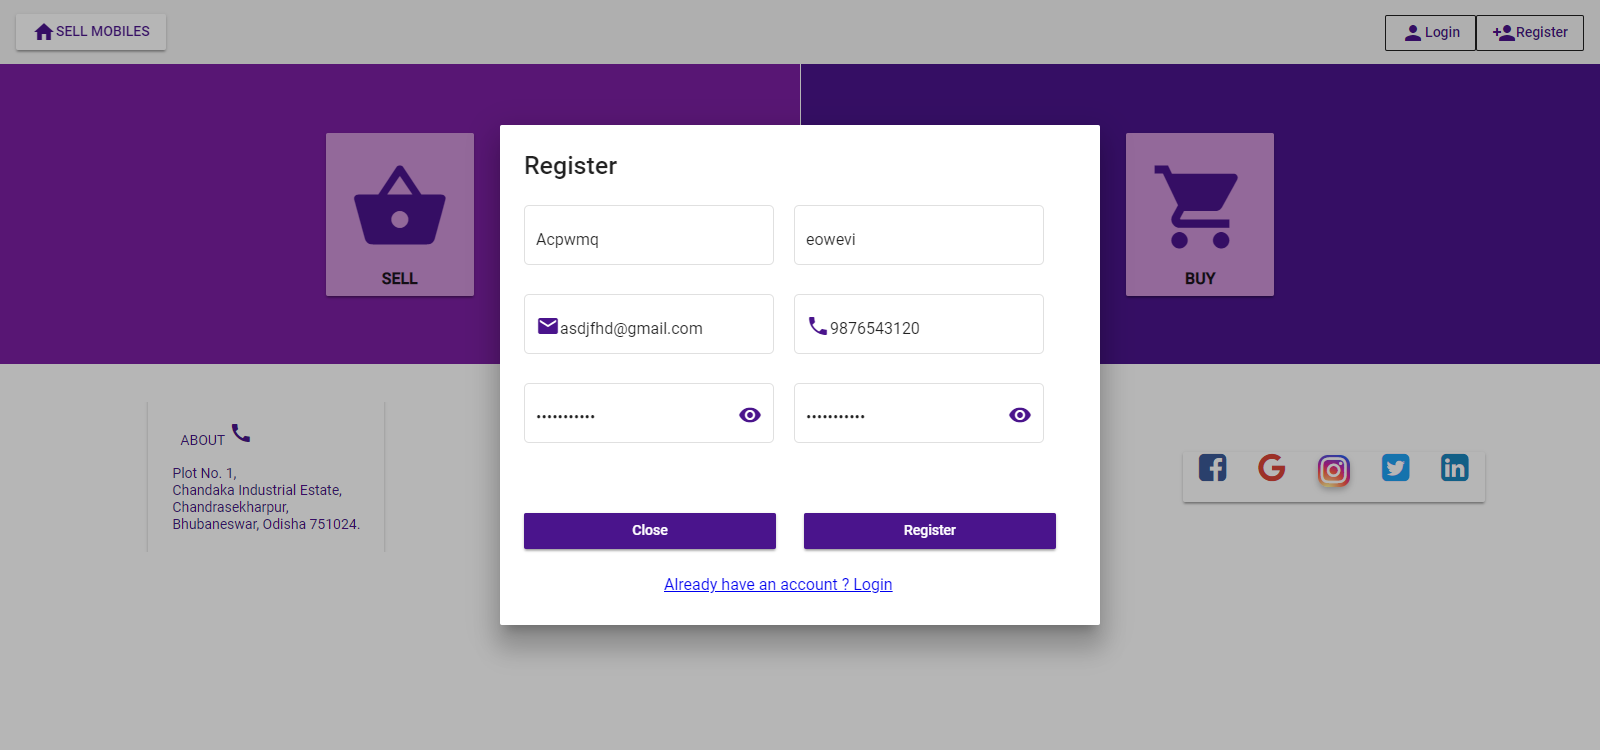 SELL MOBILES
Login
Register
SELL
BUY
Register
Acpwmq
eowevi
asdjfhd@gmail.com
9876543120
•••••••••••
•••••••••••
Close
Register
Already have an account ? Login
ABOUT
Plot No. 1,
Chandaka Industrial Estate,
Chandrasekharpur,
Bhubaneswar, Odisha 751024.